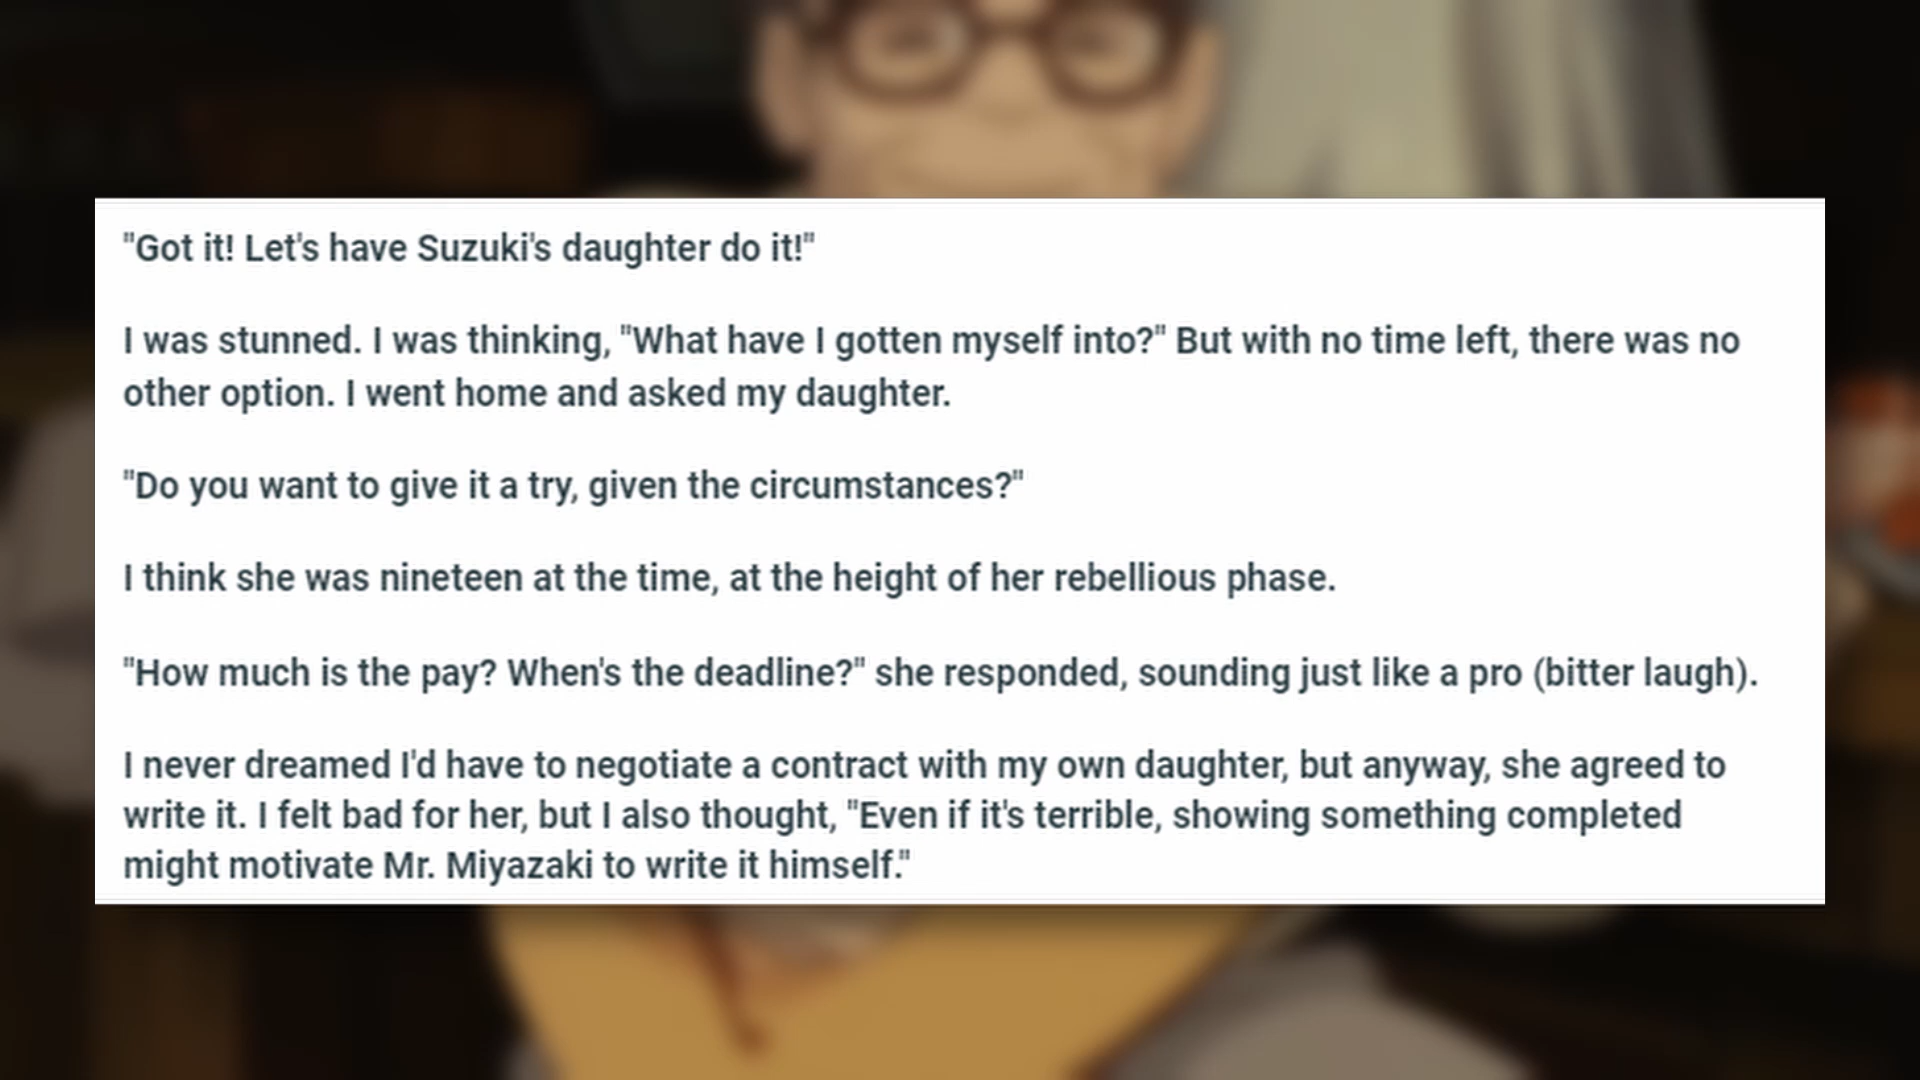 "Got it! Let's have Suzuki's daughter do it!"
I was stunned. I was thinking, "What have I gotten myself into?" But with no time left, there was no
other option. I went home and asked my daughter.
"Do you want to give it a try, given the circumstances?"
I think she was nineteen at the time, at the height of her rebellious phase.
"How much is the pay? When's the deadline?" she responded, sounding just like a pro (bitter laugh).
I never dreamed I'd have to negotiate a contract with my own daughter, but anyway, she agreed to
write it. I felt bad for her, but I also thought, "Even if it's terrible, showing something completed
might motivate Mr. Miyazaki to write it himself."